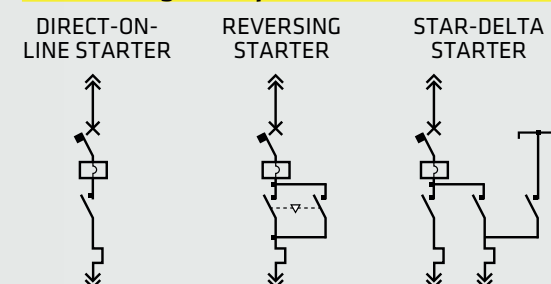 DIRECT-ON-
LINE STARTER
REVERSING
STARTER
STAR-DELTA
STARTER